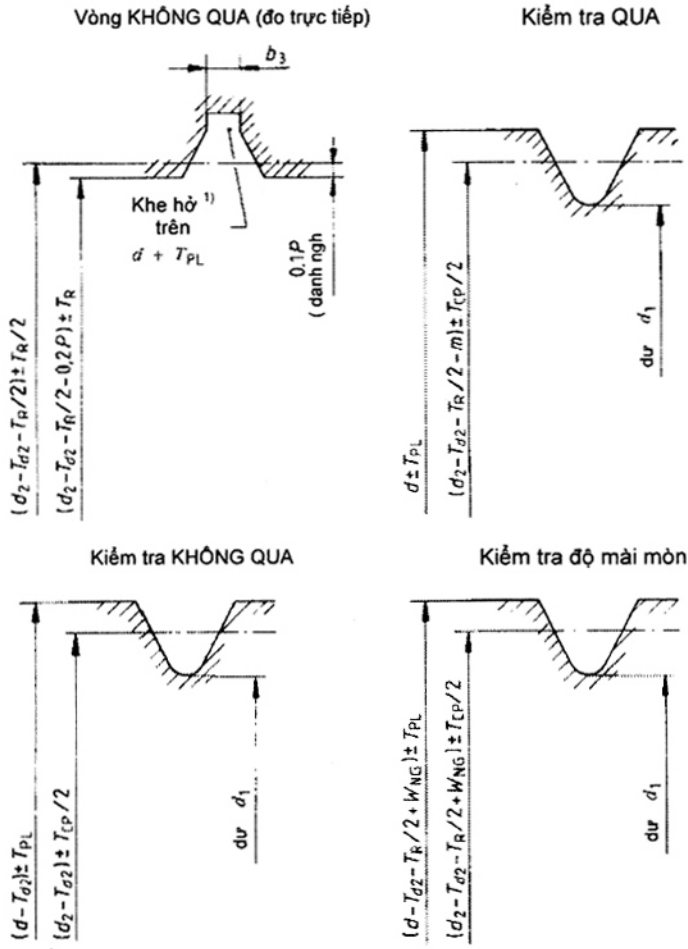 Vòng KHÔNG QUA (đo trực tiếp)
b3
Khe hở 1)
trên
d + TPL
0.1P
( danh ngh
(d2-Td2-TR/2)±TR/2
(d2-Td2-TR/2-0,2P)±TR
Kiểm tra QUA
d±TPL
(d2-Td2-TR/2-m)±TCP/2
dư d1
Kiểm tra KHÔNG QUA
(d-Td2)±TPL
(d2-Td2)±TCP/2
dư d1
Kiểm tra độ mài mòn
(d-Td2-TR/2+WNG)±TPL
(d2-Td2-TR/2+WNG)±TCP/2
dư d1